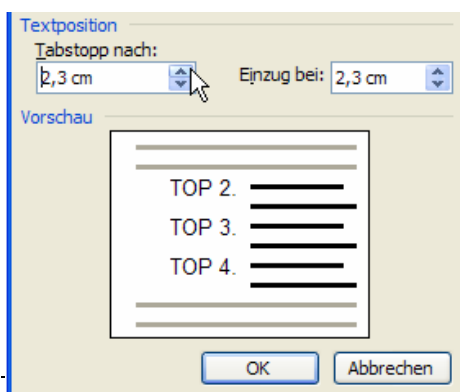 Textposition
Tabstopp nach:
2,3 cm Einzug bei: 2,3 cm
Vorschau
TOP 2.
TOP 3.
TOP 4.
OK Abbrechen